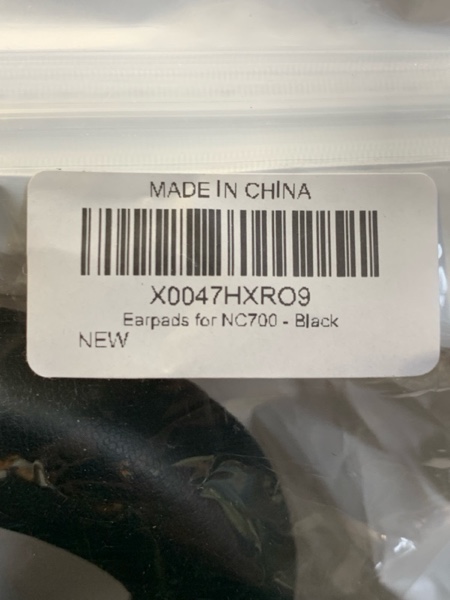 MADE IN CHINA
X0047HXRO9
Earpads for NC700 - Black
NEW